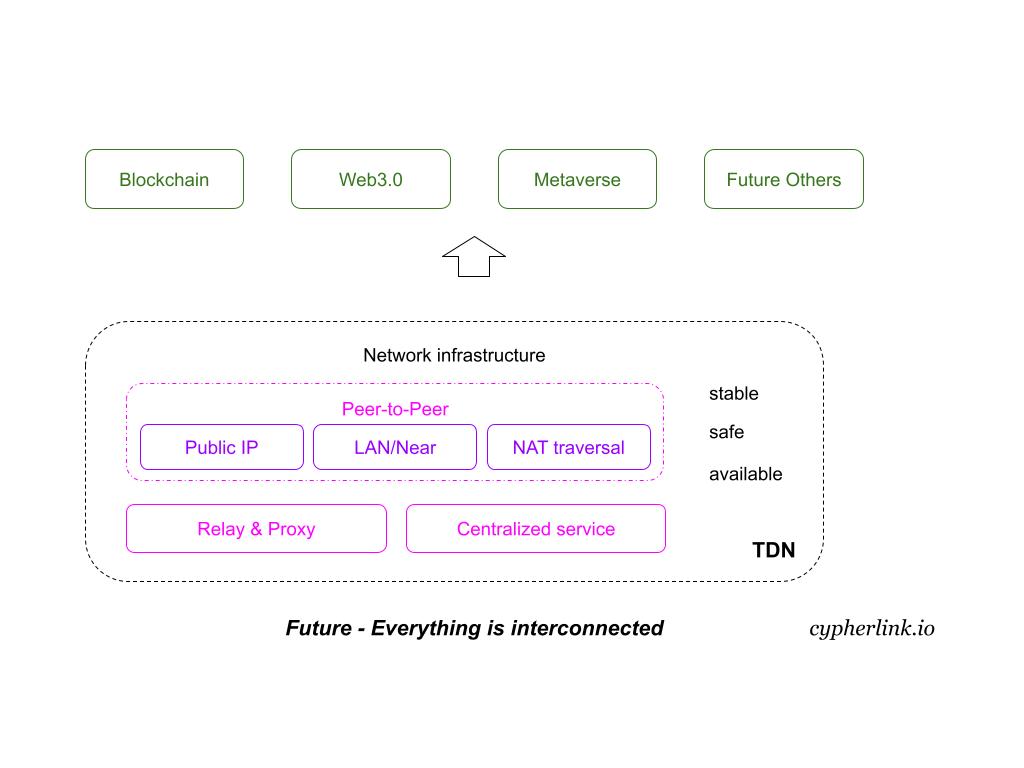 Blockchain
Web3.0
Metaverse
Future Others
Network infrastructure
Peer-to-Peer
Public IP
LAN/Near
NAT traversal
Relay & Proxy
Centralized service
stable
safe
available
TDN
Future - Everything is interconnected
cypherlink.io